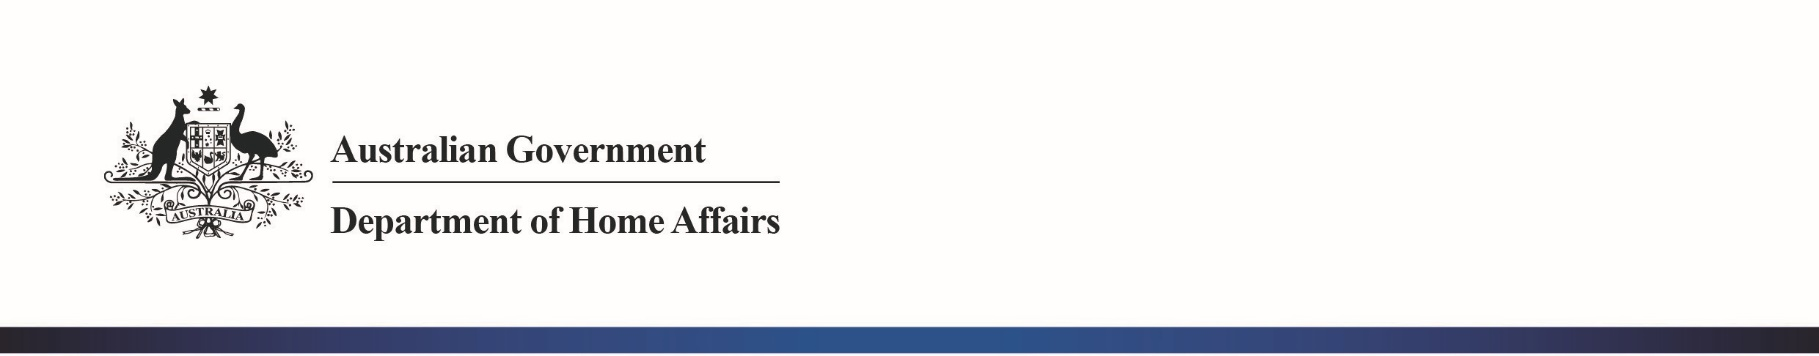 Australian Government
Department of Home Affairs
AUSTRALIA